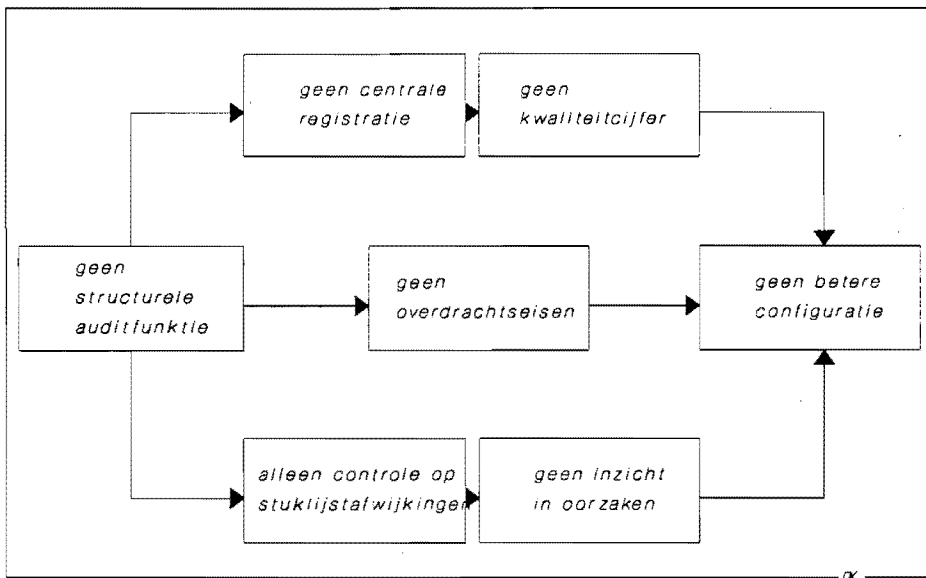 geen centrale
registratie
geen
kwaliteitcijfer
geen
structurele
auditfunktie
geen
overdrachtseisen
geen betere
configuratie
alleen controle op
stuklijstafwijkingen
geen inzicht
in oorzaken